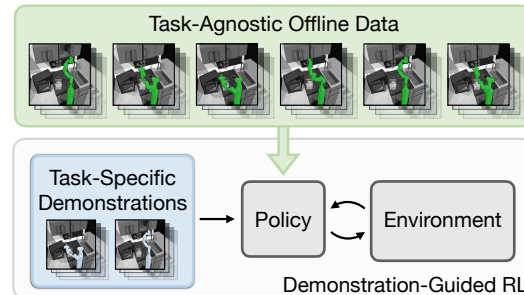 Task-Agnostic Offline Data
Task-Specific
Demonstrations
Policy
Environment
Demonstration-Guided RL